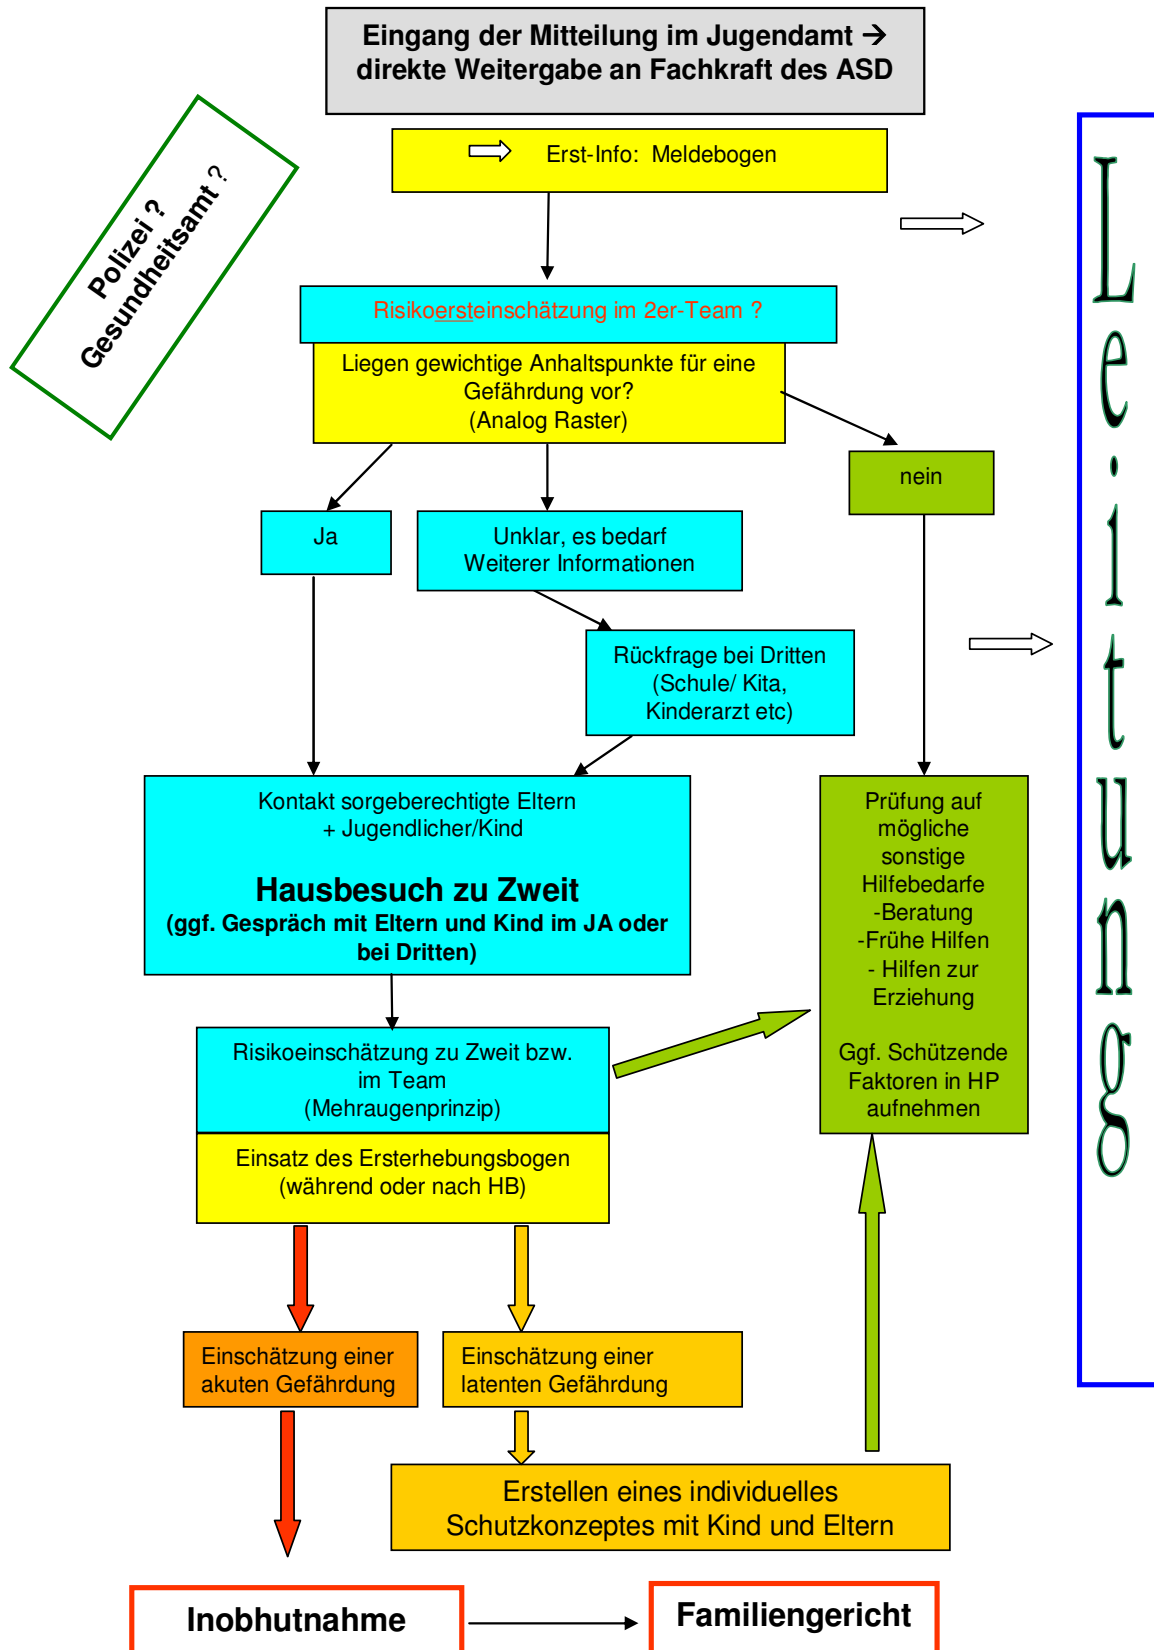 Eingang der Mitteilung im Jugendamt →
direkte Weitergabe an Fachkraft des ASD
Erst-Info: Meldebogen
Polizei ?
Gesundheitsamt ?
Leitung
Risikoersteinschätzung im 2er-Team ?
Liegen gewichtige Anhaltspunkte für eine
Gefährdung vor?
(Analog Raster)
nein
Ja
Unklar, es bedarf
Weiterer Informationen
Rückfrage bei Dritten
(Schule/ Kita,
Kinderarzt etc)
Kontakt sorgeberechtigte Eltern
+ Jugendlicher/Kind
Hausbesuch zu Zweit
(ggf. Gespräch mit Eltern und Kind im JA oder
bei Dritten)
Prüfung auf
mögliche
sonstige
Hilfebedarfe
-Beratung
-Frühe Hilfen
- Hilfen zur
Erziehung
Ggf. Schützende
Faktoren in HP
aufnehmen
Risikoeinschätzung zu Zweit bzw.
im Team
(Mehraugenprinzip)
Einsatz des Ersterhebungsbogen
(während oder nach HB)
Einschätzung einer
akuten Gefährdung
Einschätzung einer
latenten Gefährdung
Erstellen eines individuelles
Schutzkonzeptes mit Kind und Eltern
Inobhutnahme
Familiengericht